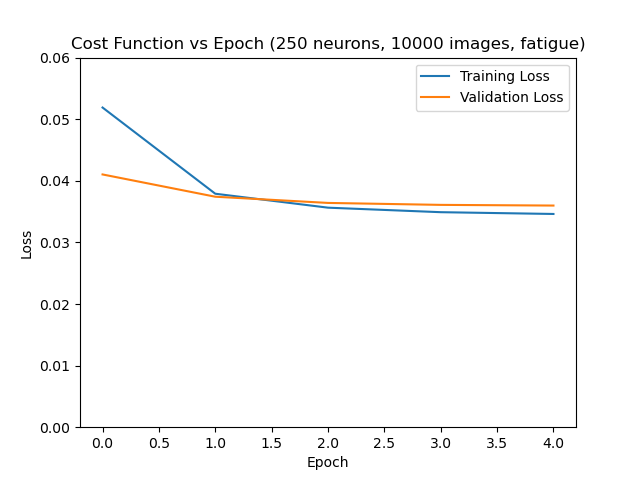 Cost Function vs Epoch (250 neurons, 10000 images, fatigue)
Training Loss
Validation Loss
0.06
0.05
0.04
0.03
0.02
0.01
0.00
Loss
0.0 0.5 1.0 1.5 2.0 2.5 3.0 3.5 4.0
Epoch